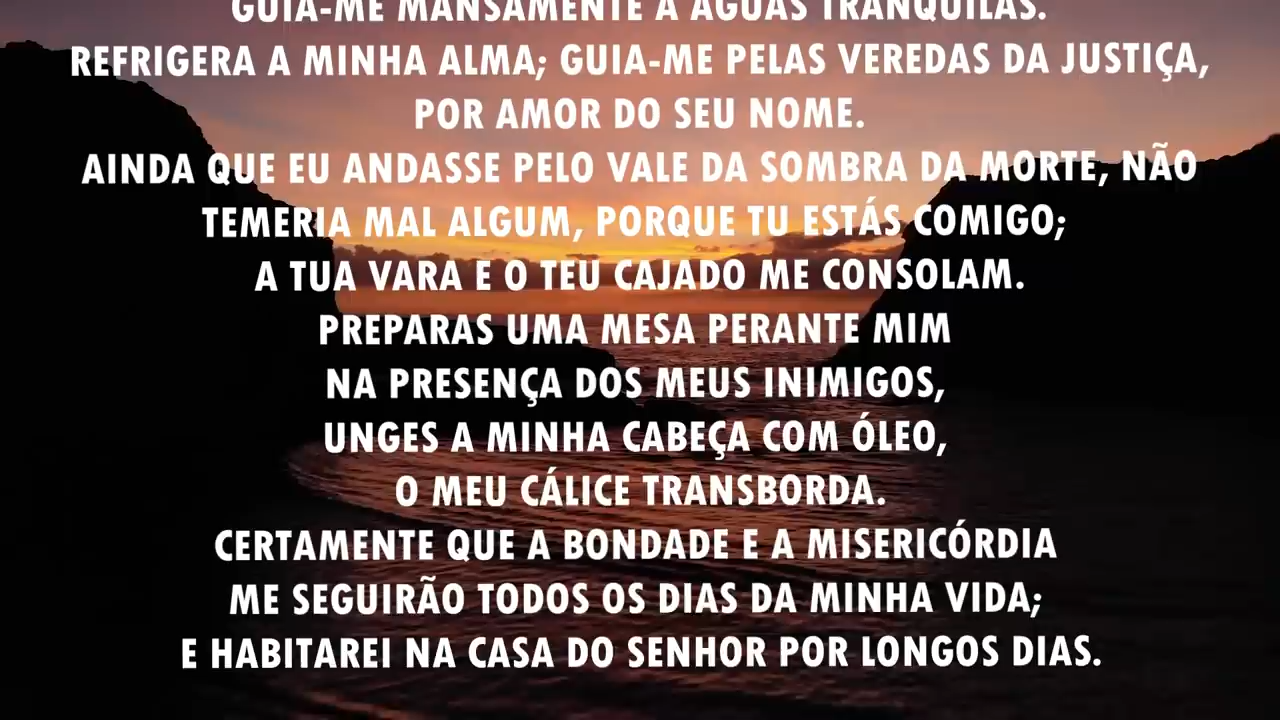 GUIA-ME MANSAMENTE A ÁGUAS TRANQUILAS.
REFRIGERA A MINHA ALMA; GUIA-ME PELAS VEREDAS DA JUSTIÇA,
POR AMOR DO SEU NOME.
AINDA QUE EU ANDASSE PELO VALE DA SOMBRA DA MORTE, NÃO
TEMERIA MAL ALGUM, PORQUE TU ESTÁS COMIGO;
A TUA VARA E O TEU CAJADO ME CONSOLAM.
PREPARAS UMA MESA PERANTE MIM
NA PRESENÇA DOS MEUS INIMIGOS,
UNGES A MINHA CABEÇA COM ÓLEO,
O MEU CÁLICE TRANSBORDA.
CERTAMENTE QUE A BONDADE E A MISERICÓRDIA
ME SEGUIRÃO TODOS OS DIAS DA MINHA VIDA;
E HABITAREI NA CASA DO SENHOR POR LONGOS DIAS.